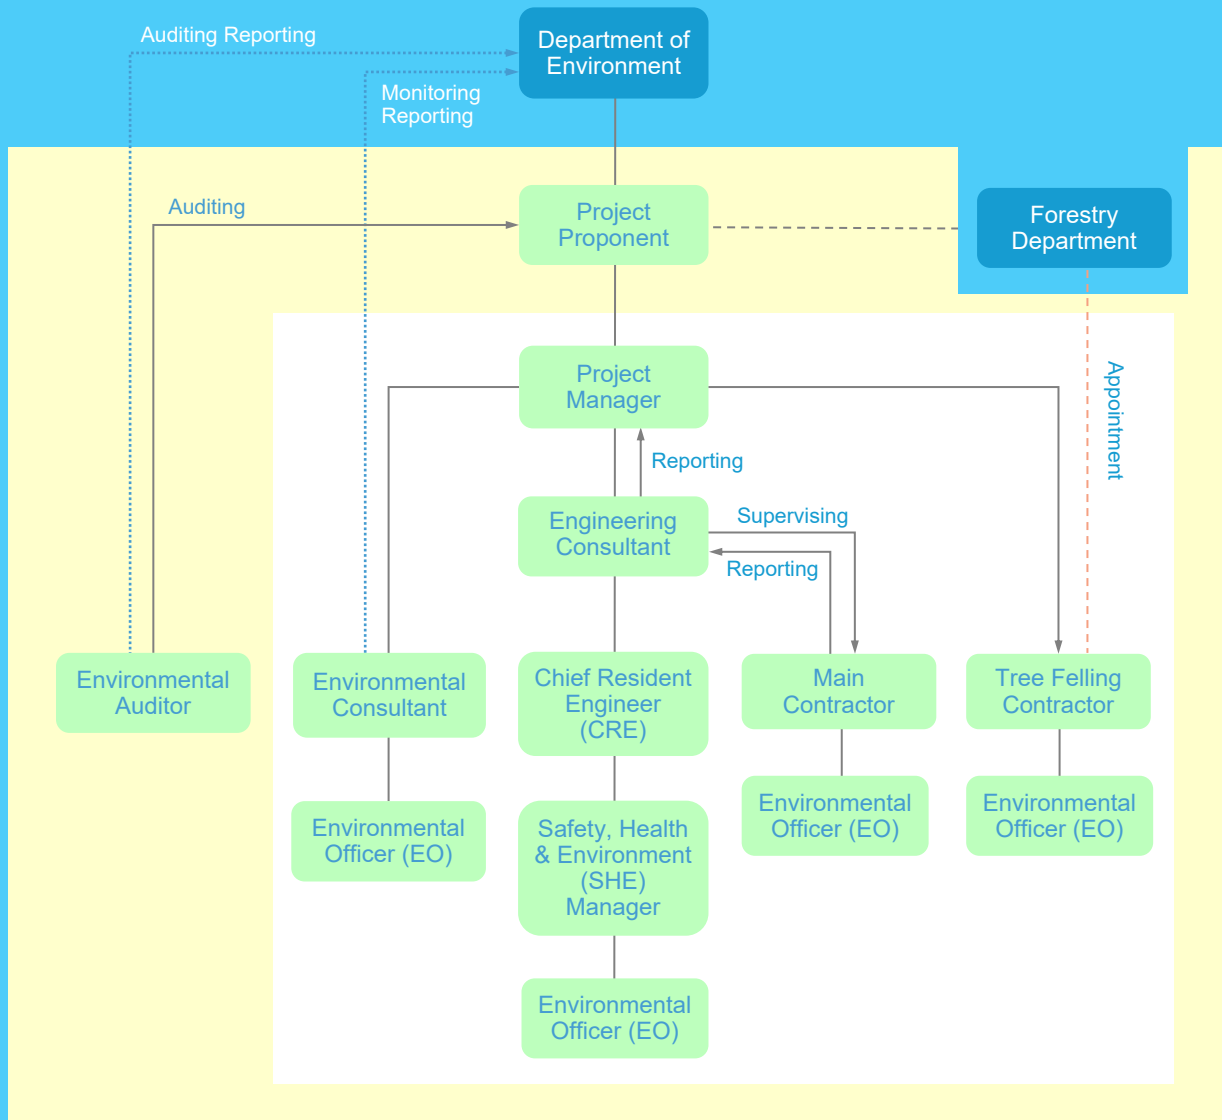 Auditing Reporting
Department of
Environment
Monitoring
Reporting
Auditing
Project
Proponent
Forestry
Department
Project
Manager
Appointment
Reporting
Engineering
Consultant
Supervising
Reporting
Environmental
Auditor
Environmental
Consultant
Chief Resident
Engineer
(CRE)
Main
Contractor
Tree Felling
Contractor
Environmental
Officer (EO)
Safety, Health
& Environment
(SHE)
Manager
Environmental
Officer (EO)
Environmental
Officer (EO)
Environmental
Officer (EO)